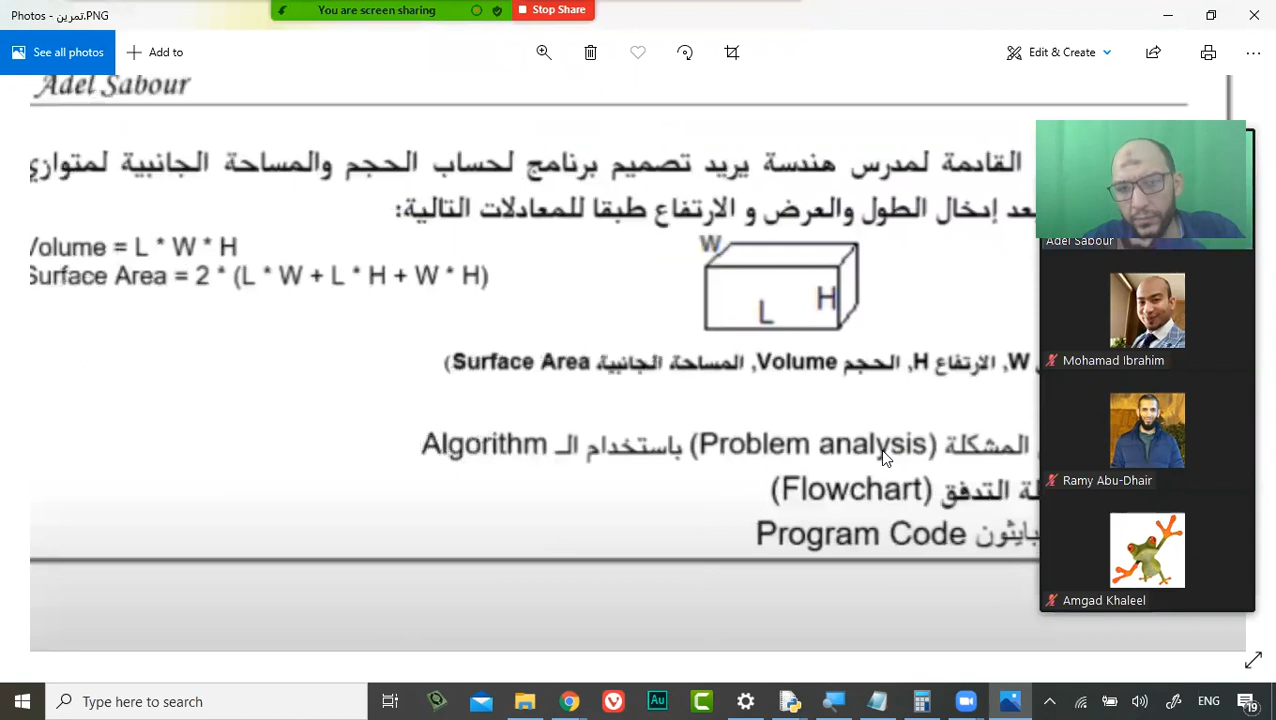 Photos - تمرين.PNG
You are screen sharing
Stop Share
See all photos
Add to
Edit & Create
Adel Sabour
القادمة لمدرس هندسة يريد تصميم برنامج لحساب الحجم والمساحة الجانبية لمتوازي
بعد إدخال الطول والعرض و الارتفاع طبقا للمعادلات التالية:
Volume = L * W * H
Surface Area = 2 * (L * W + L * H + W * H)
W
H
L
W, الارتفاع H, الحجم Volume, المساحة الجانبية Surface Area)
المشكلة (Problem analysis) باستخدام الـ Algorithm
التدفق (Flowchart)
بايثون Program Code
Adel Sabour
Mohamad Ibrahim
Ramy Abu-Dhair
Amgad Khaleel
Type here to search
Au
ENG
19